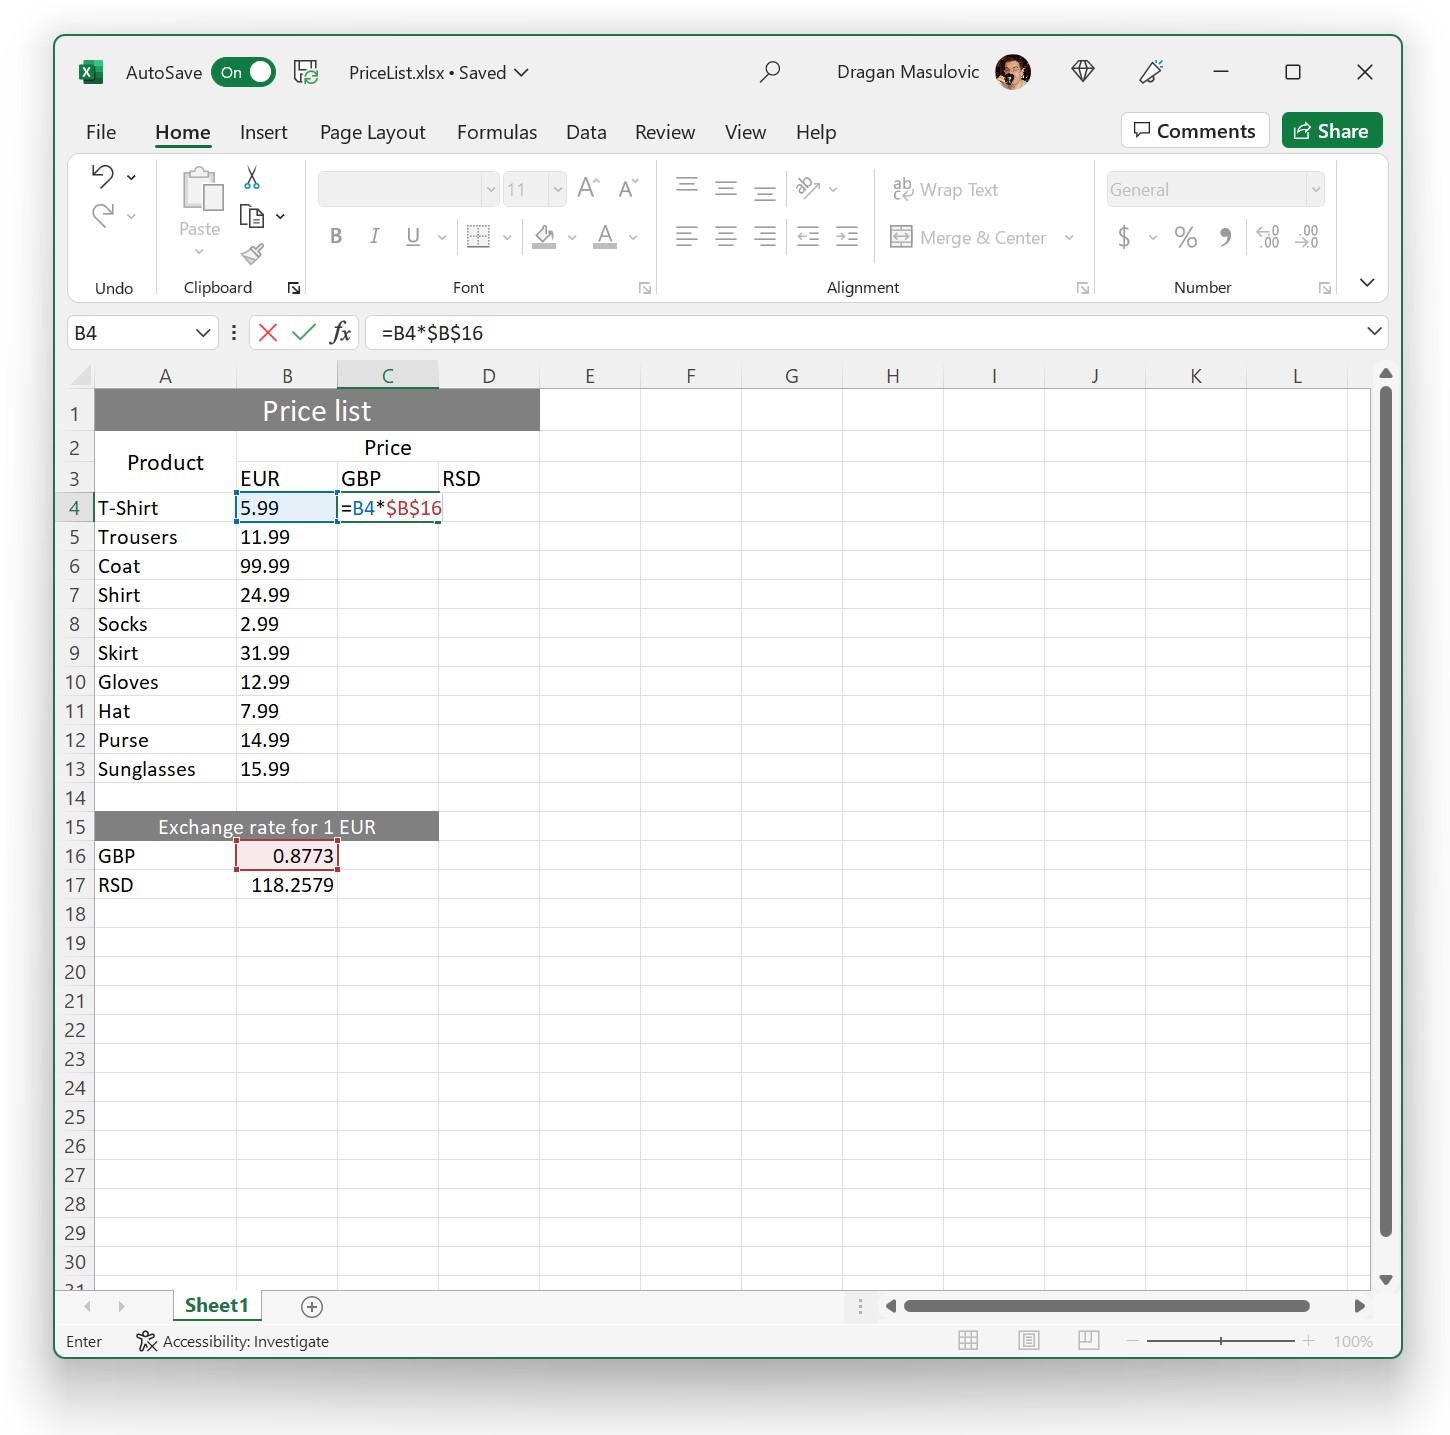 AutoSave On PriceList.xlsx • Saved Dragan Masulovic
File Home Insert Page Layout Formulas Data Review View Help Comments Share
Paste
11
B I U A
Wrap Text
Merge & Center
General
$ % 9 .00 .00
Undo Clipboard Font Alignment Number
B4 fx =B4*$B$16
A B C D E F G H I J K L
1 Price list
2 Product Price
3 EUR GBP RSD
4 T-Shirt 5.99 =B4*$B$16
5 Trousers 11.99
6 Coat 99.99
7 Shirt 24.99
8 Socks 2.99
9 Skirt 31.99
10 Gloves 12.99
11 Hat 7.99
12 Purse 14.99
13 Sunglasses 15.99
14
15 Exchange rate for 1 EUR
16 GBP 0.8773
17 RSD 118.2579
18
19
20
21
22
23
24
25
26
27
28
29
30
31
Sheet1
Enter Accessibility: Investigate 100%